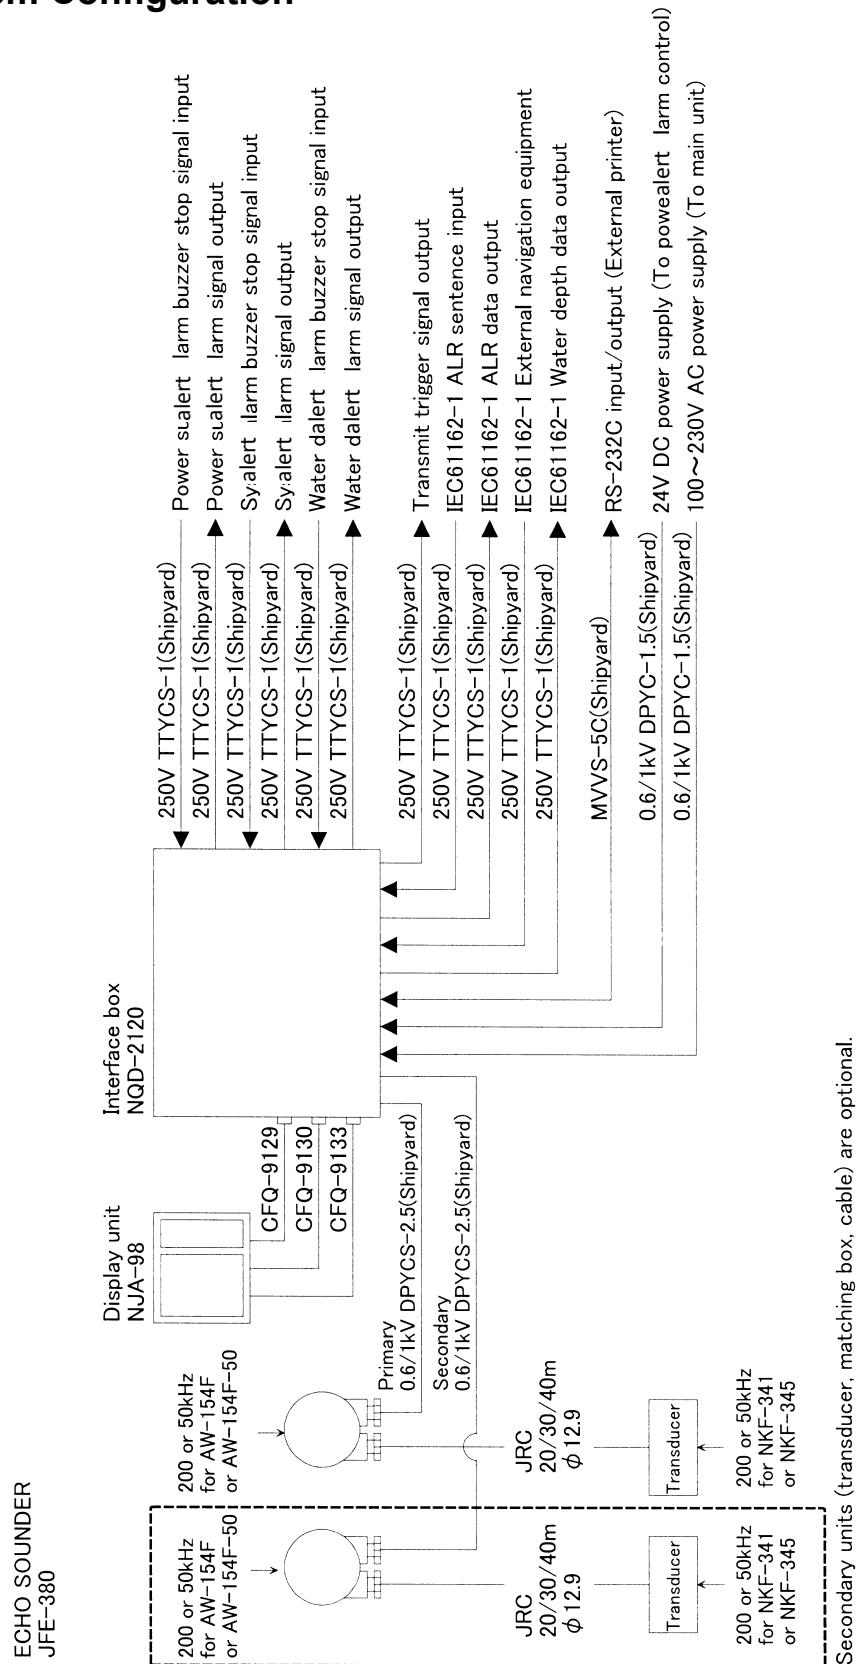 ECHO SOUNDER
JFE-380
Display unit
NJA-98
Interface box
NQD-2120
CFQ-9129
CFQ-9130
CFQ-9133
250V TTYCS-1(Shipyard)
250V TTYCS-1(Shipyard)
250V TTYCS-1(Shipyard)
250V TTYCS-1(Shipyard)
250V TTYCS-1(Shipyard)
250V TTYCS-1(Shipyard)
Power sualert larm buzzer stop signal input
Power sualert larm signal output
Sy:alert larm buzzer stop signal input
Sy:alert larm signal output
Water dalert larm buzzer stop signal input
Water dalert larm signal output
250V TTYCS-1(Shipyard)
250V TTYCS-1(Shipyard)
250V TTYCS-1(Shipyard)
250V TTYCS-1(Shipyard)
250V TTYCS-1(Shipyard)
Transmit trigger signal output
IEC61162-1 ALR sentence input
IEC61162-1 ALR data output
IEC61162-1 External navigation equipment
IEC61162-1 Water depth data output
MVVS-5C(Shipyard)
RS-232C input/output (External printer)
0.6/1kV DPYC-1.5(Shipyard)
0.6/1kV DPYC-1.5(Shipyard)
24V DC power supply (To powealert larm control)
100～230V AC power supply (To main unit)
Primary
0.6/1kV DPYCS-2.5(Shipyard)
Secondary
0.6/1kV DPYCS-2.5(Shipyard)
200 or 50kHz
for AW-154F
or AW-154F-50
200 or 50kHz
for AW-154F
or AW-154F-50
JRC
20/30/40m
φ12.9
JRC
20/30/40m
φ12.9
Transducer
Transducer
200 or 50kHz
for NKF-341
or NKF-345
200 or 50kHz
for NKF-341
or NKF-345
Secondary units (transducer, matching box, cable) are optional.